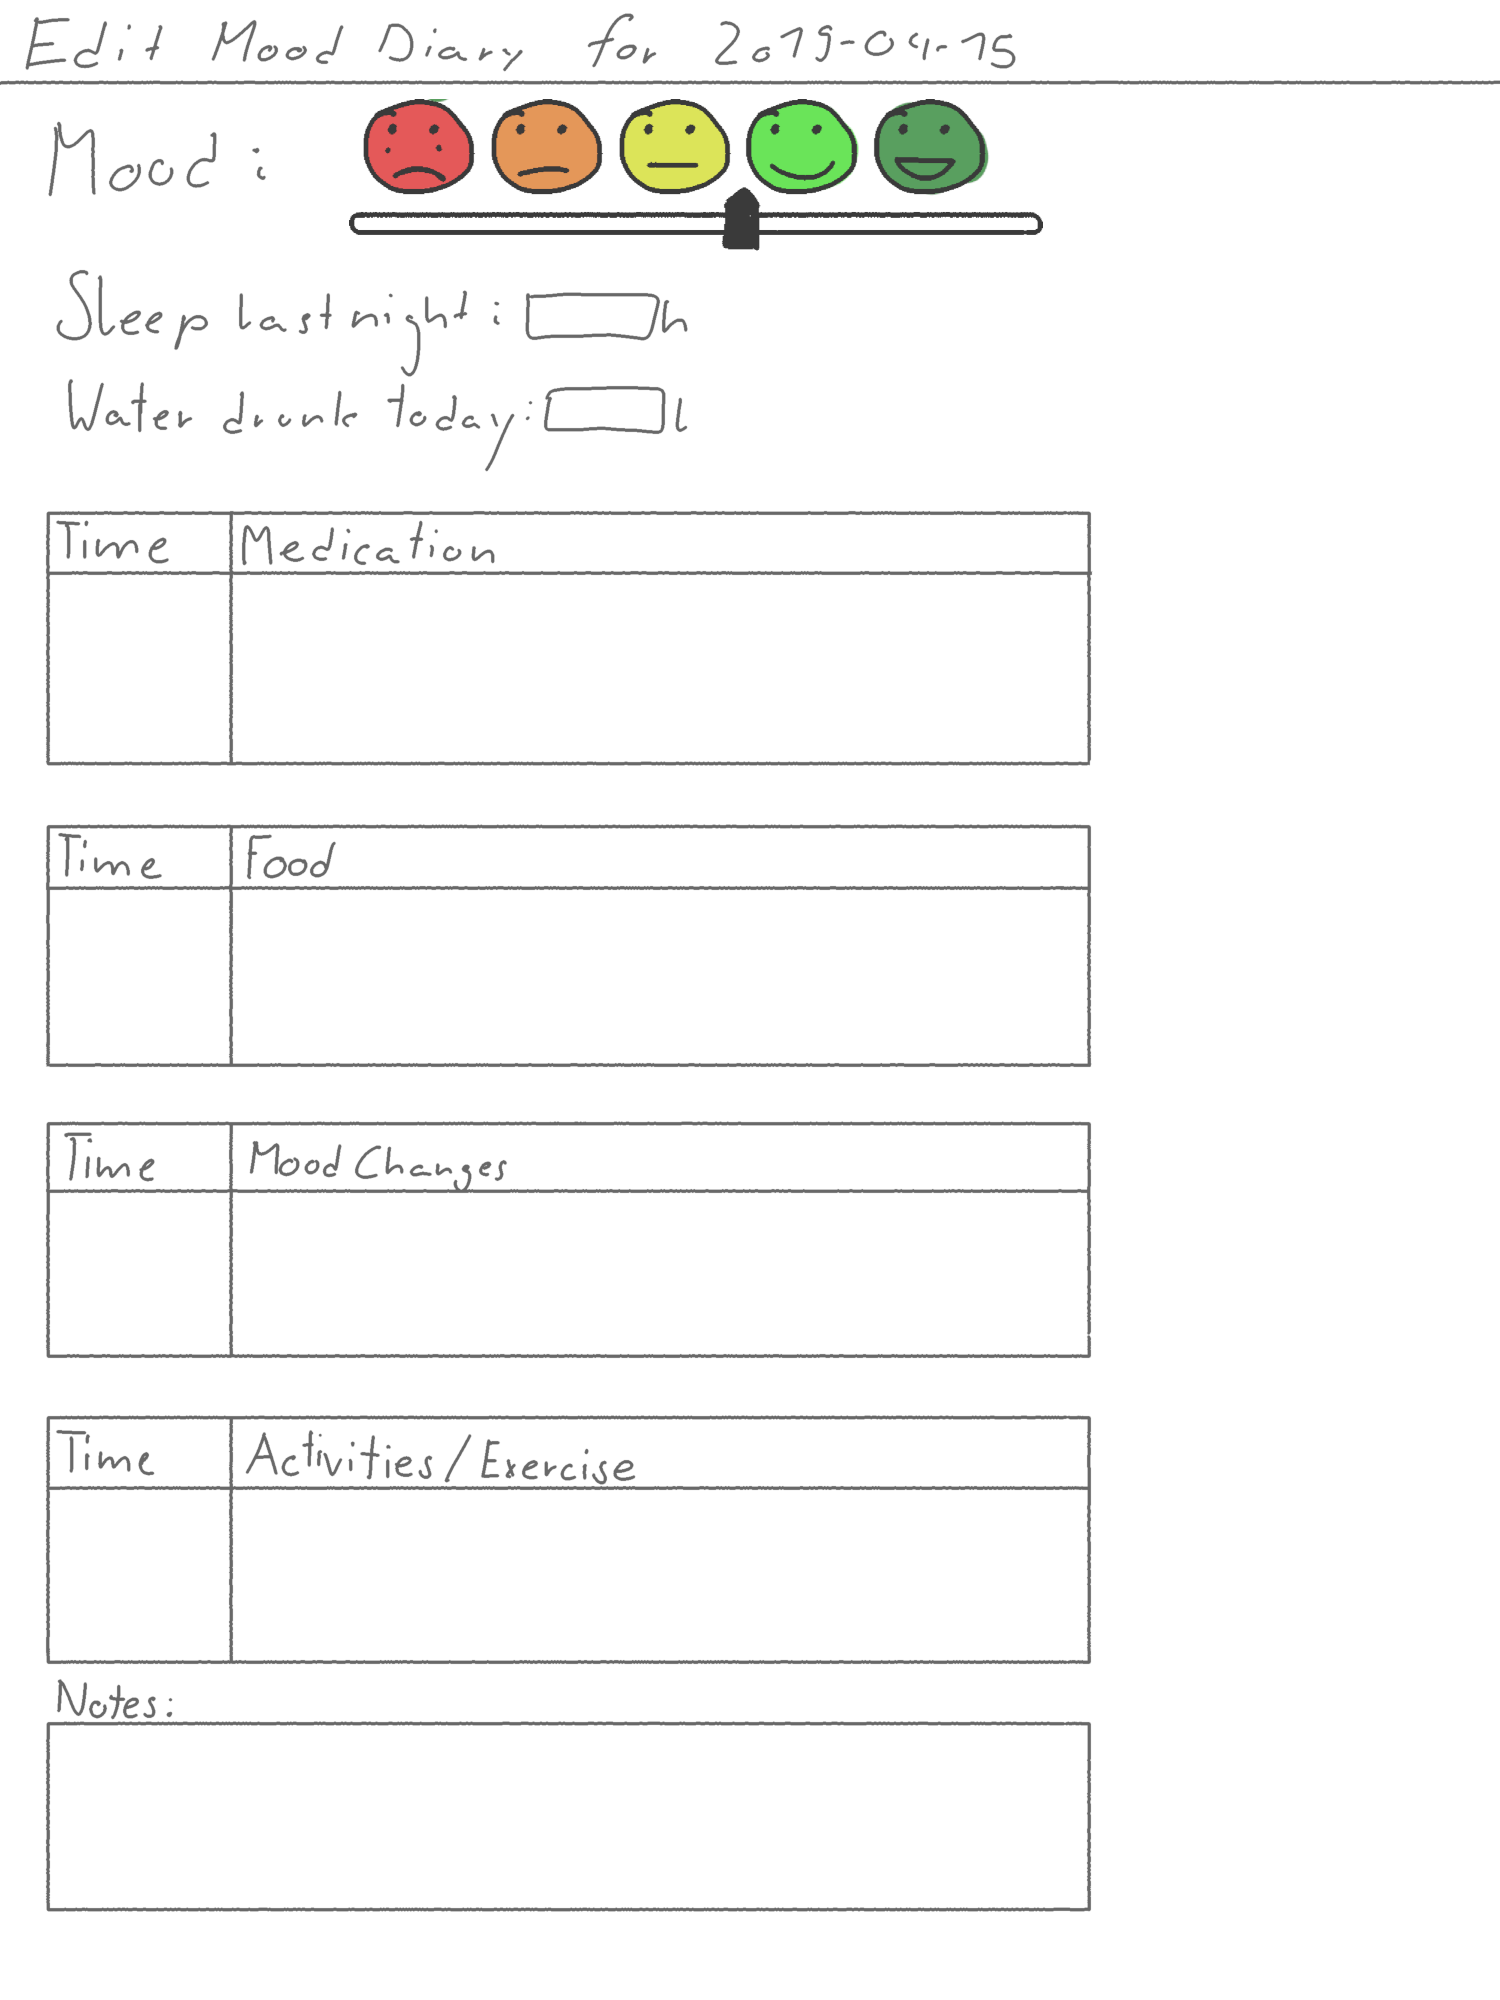 Edit Mood Diary for 2019-04-15
Mood:
Sleep last night: h
Water drunk today: l
Time Medication
Time Food
Time Mood Changes
Time Activities/Exercise
Notes: